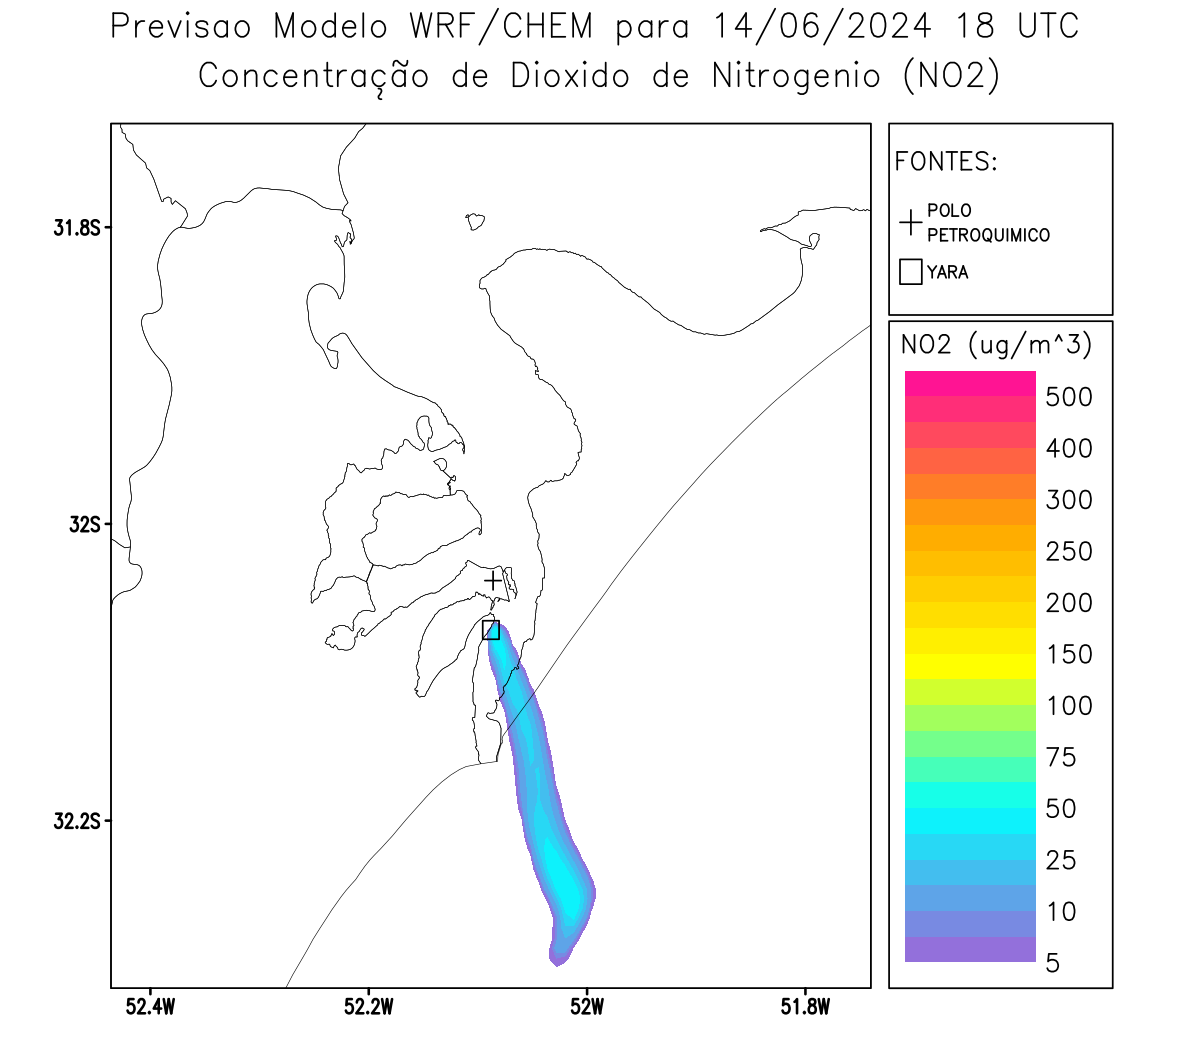 Previsao Modelo WRF/CHEM para 14/06/2024 18 UTC
Concentração de Dioxido de Nitrogenio (NO2)
FONTES:
POLO
PETROQUIMICO
YARA
NO2 (ug/m^3)
500
400
300
250
200
150
100
75
50
25
10
5
31.8S
32S
32.2S
52.4W
52.2W
52W
51.8W